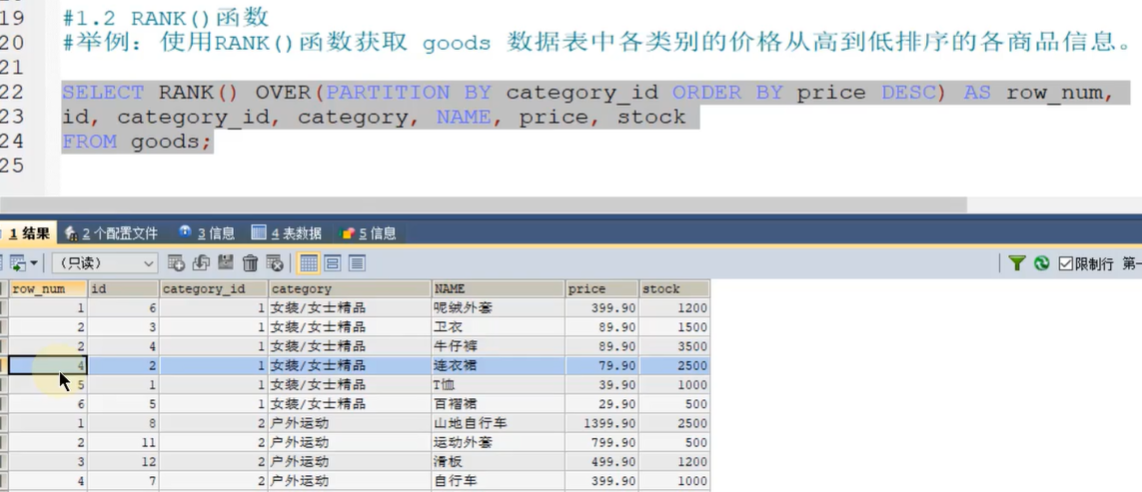 19 #1.2 RANK()函数
20 #举例：使用RANK()函数获取 goods 数据表中各类别的价格从高到低排序的各商品信息。
21
22 SELECT RANK() OVER(PARTITION BY category_id ORDER BY price DESC) AS row_num,
23 id, category_id, category, NAME, price, stock
24 FROM goods;
25
1 结果 2 个配置文件 3 信息 4 表数据 5 信息
（只读） 限制行 第一
row_num id category_id category NAME price stock
1 6 1 女装/女士精品 呢绒外套 399.90 1200
2 3 1 女装/女士精品 卫衣 89.90 1500
2 4 1 女装/女士精品 牛仔裤 89.90 3500
4 2 1 女装/女士精品 连衣裙 79.90 2500
5 1 1 女装/女士精品 T恤 39.90 1000
6 5 1 女装/女士精品 百褶裙 29.90 500
1 8 2 户外运动 山地自行车 1399.90 2500
2 11 2 户外运动 运动外套 799.90 500
3 12 2 户外运动 滑板 499.90 1200
4 7 2 户外运动 自行车 399.90 1000